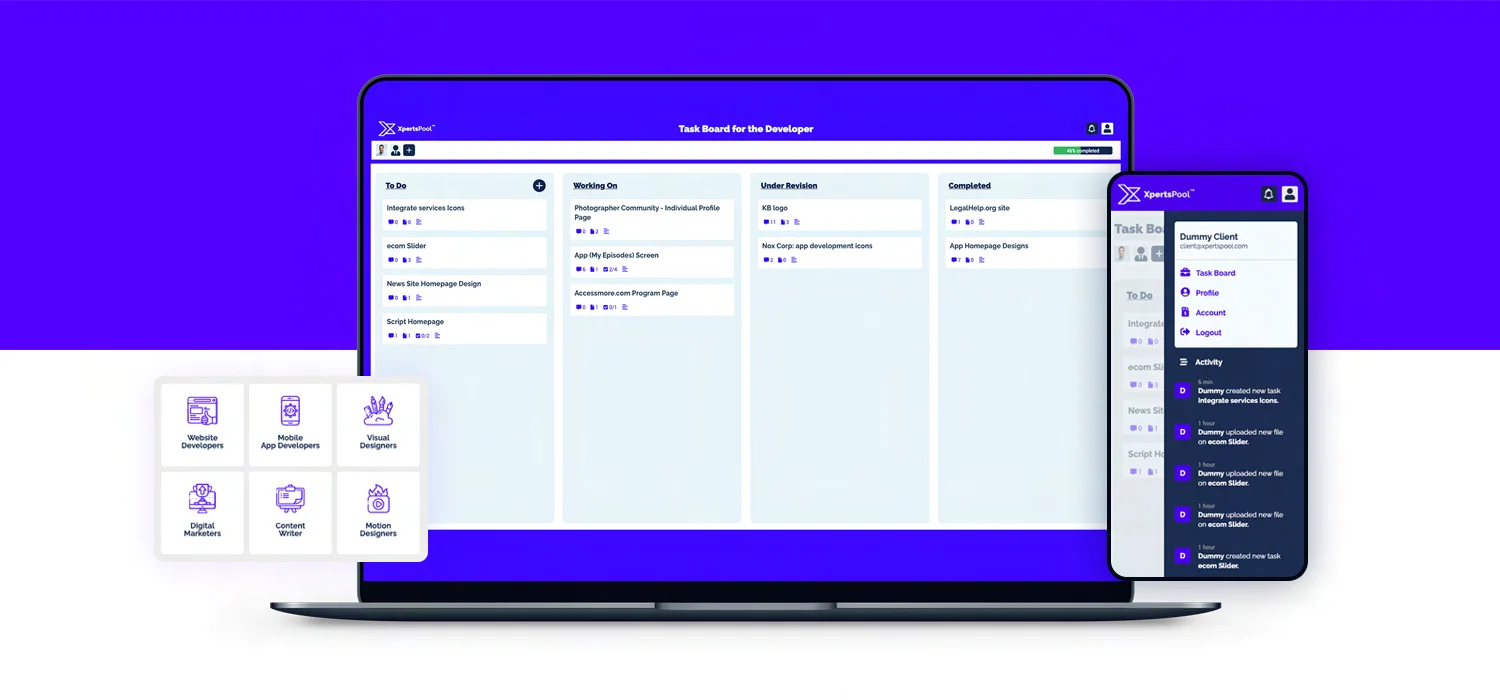 XpertsPool™
Task Board for the Developer
46% completed
To Do
Integrate services Icons
0 0
ecom Slider
0 3
News Site Homepage Design
0 1
Script Homepage
1 1 0/2
Working On
Photographer Community - Individual Profile
Page
0 2
App (My Episodes) Screen
6 1 2/4
Accessmore.com Program Page
0 1 0/1
Under Revision
KB logo
11 3
Nox Corp: app development icons
2 0
Completed
LegalHelp.org site
1 0
App Homepage Designs
7 0
Website
Developers
Mobile
App Developers
Visual
Designers
Digital
Marketers
Content
Writer
Motion
Designers
XpertsPool™
Task Boa
To Do
Integrate
0 0
ecom Sli
0 3
News Sit
0 1
Script Ho
1 1
Dummy Client
client@xpertspool.com
Task Board
Profile
Account
Logout
Activity
D
6 min
Dummy created new task
Integrate services Icons.
D
1 hour
Dummy uploaded new file
on ecom Slider.
D
1 hour
Dummy uploaded new file
on ecom Slider.
D
1 hour
Dummy uploaded new file
on ecom Slider.
D
1 hour
Dummy created new task
ecom Slider.